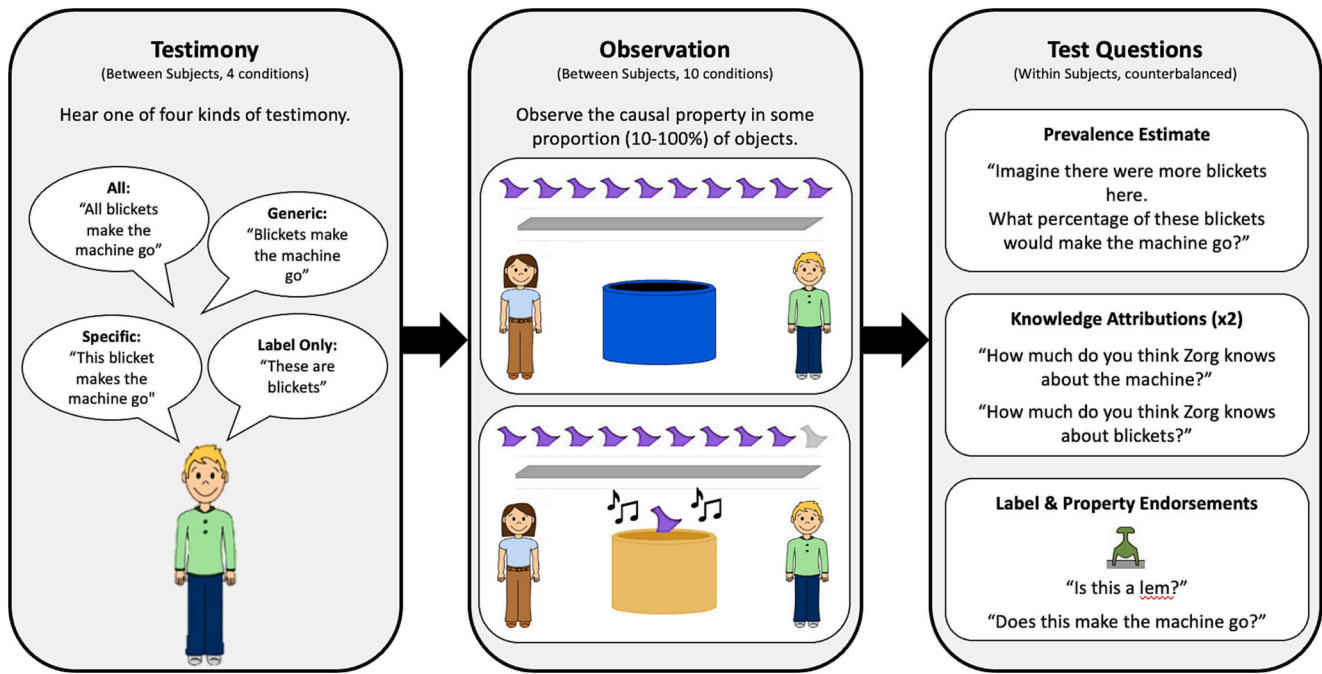 Testimony
(Between Subjects, 4 conditions)
Hear one of four kinds of testimony.
All:
“All blickets
make the
machine go”
Generic:
“Blickets make
the machine
go”
Specific:
“This blicket
makes the
machine go"
Label Only:
“These are
blickets”
Observation
(Between Subjects, 10 conditions)
Observe the causal property in some
proportion (10-100%) of objects.
Test Questions
(Within Subjects, counterbalanced)
Prevalence Estimate
“Imagine there were more blickets
here.
What percentage of these blickets
would make the machine go?”
Knowledge Attributions (x2)
“How much do you think Zorg knows
about the machine?”
“How much do you think Zorg knows
about blickets?”
Label & Property Endorsements
“Is this a lem?”
“Does this make the machine go?”